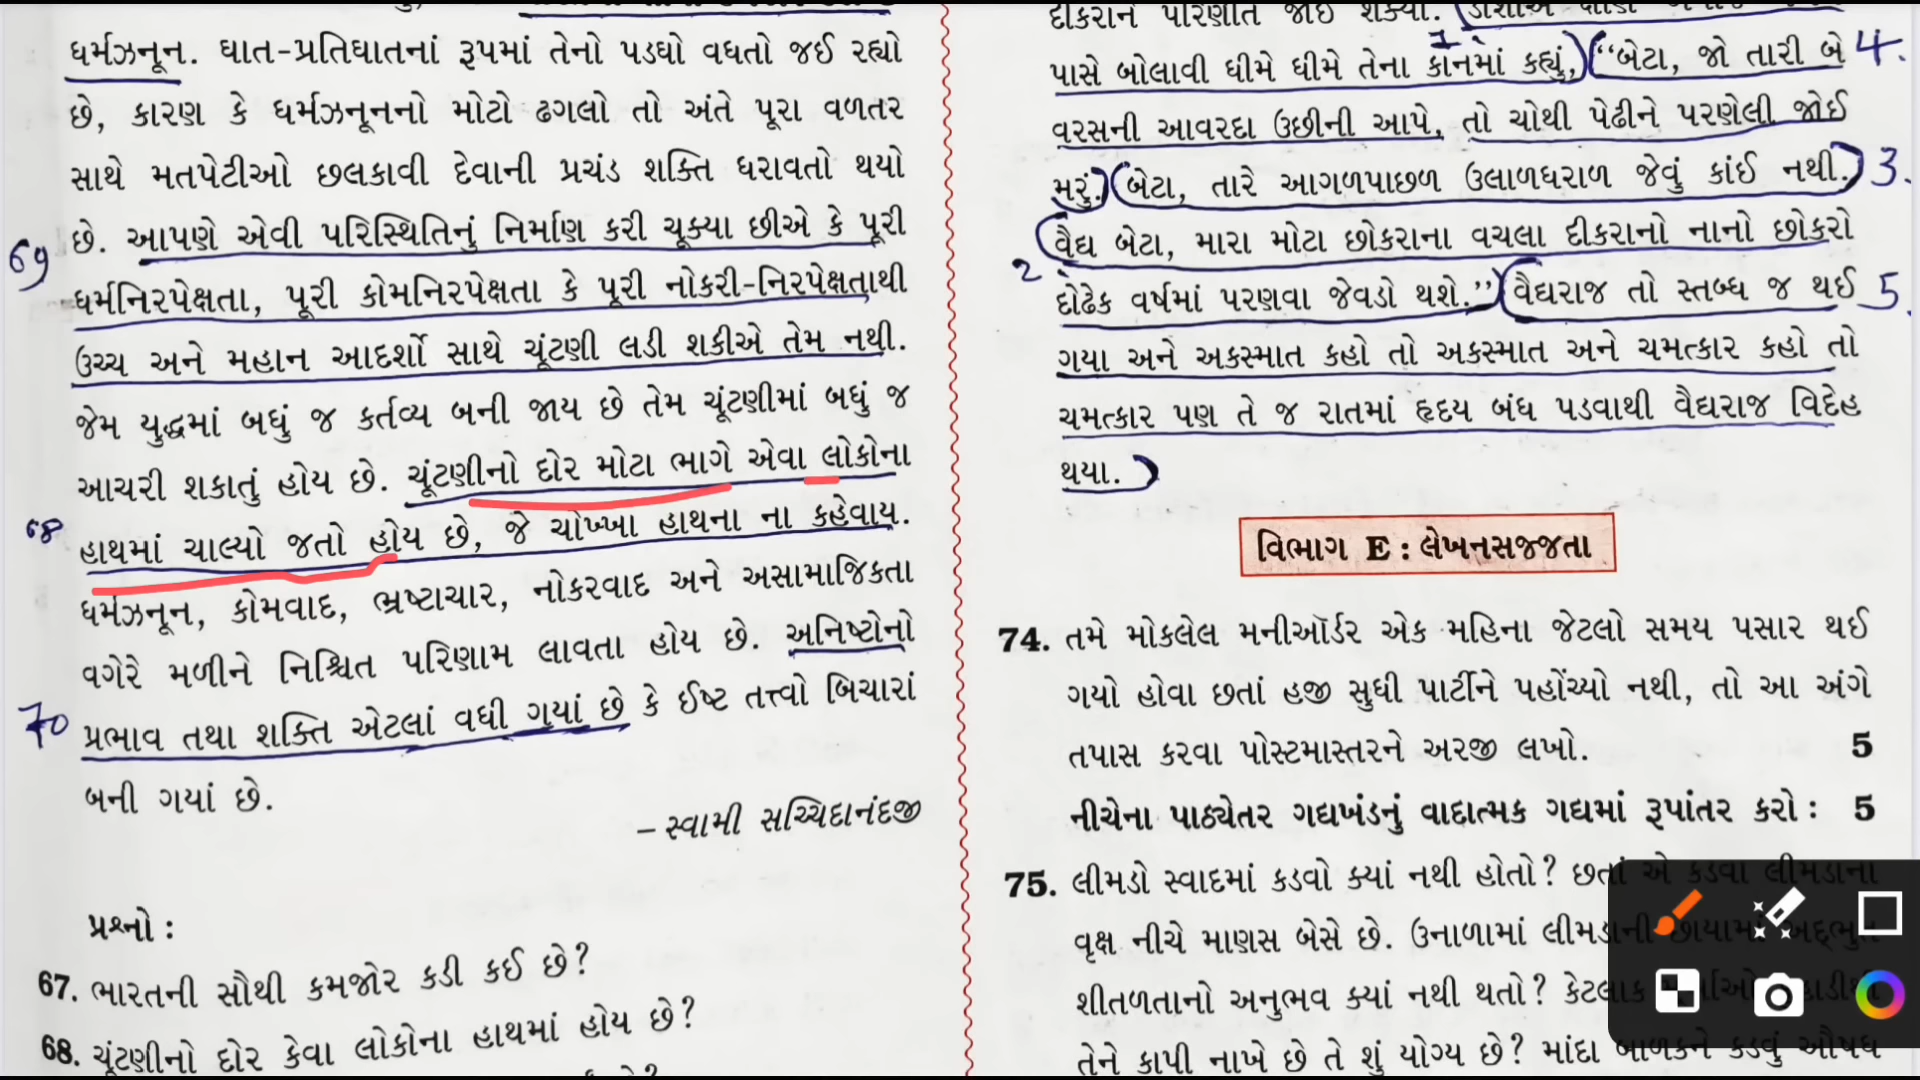 ધર્મઝનૂન. ઘાત-પ્રતિઘાતનાં રૂપમાં તેનો પડઘો વધતો જઈ રહ્યો
છે, કારણ કે ધર્મઝનૂનનો મોટો ઢગલો તો અંતે પૂરા વળતર
સાથે મતપેટીઓ છલકાવી દેવાની પ્રચંડ શક્તિ ધરાવતો થયો
છે. આપણે એવી પરિસ્થિતિનું નિર્માણ કરી ચૂક્યા છીએ કે પૂરી
69
ધર્મનિરપેક્ષતા, પૂરી કોમનિરપેક્ષતા કે પૂરી નોકરી-નિરપેક્ષતાથી
ઉચ્ચ અને મહાન આદર્શો સાથે ચૂંટણી લડી શકીએ તેમ નથી.
જેમ યુદ્ધમાં બધું જ કર્તવ્ય બની જાય છે તેમ ચૂંટણીમાં બધું જ
આચરી શકાતું હોય છે. ચૂંટણીનો દોર મોટા ભાગે એવા લોકોના
68
હાથમાં ચાલ્યો જતો હોય છે, જે ચોખ્ખા હાથના ના કહેવાય.
ધર્મઝનૂન, કોમવાદ, ભ્રષ્ટાચાર, નોકરવાદ અને અસામાજિકતા
વગેરે મળીને નિશ્ચિત પરિણામ લાવતા હોય છે. અનિષ્ટોનો
70
પ્રભાવ તથા શક્તિ એટલાં વધી ગયાં છે કે ઈષ્ટ તત્ત્વો બિચારાં
બની ગયાં છે.
– સ્વામી સચ્ચિદાનંદજી
પ્રશ્નો :
67. ભારતની સૌથી કમજોર કડી કઈ છે?
68. ચૂંટણીનો દોર કેવા લોકોના હાથમાં હોય છે?
દીકરાને પરણાત જોઈ શક્યા.
1
પાસે બોલાવી ધીમે ધીમે તેના કાનમાં કહ્યું, “બેટા, જો તારી બે 4.
વરસની આવરદા ઉછીની આપે, તો ચોથી પેઢીને પરણેલી જોઈ
મરું. બેટા, તારે આગળપાછળ ઉલાળધરાળ જેવું કાંઈ નથી. 3.
વૈદ્ય બેટા, મારા મોટા છોકરાના વચલા દીકરાનો નાનો છોકરો
2
દોઢેક વર્ષમાં પરણવા જેવડો થશે.” વૈદ્યરાજ તો સ્તબ્ધ જ થઈ 5.
ગયા અને અકસ્માત કહો તો અકસ્માત અને ચમત્કાર કહો તો
ચમત્કાર પણ તે જ રાતમાં હૃદય બંધ પડવાથી વૈદ્યરાજ વિદેહ
થયા.
વિભાગ E : લેખનસજ્જતા
74. તમે મોકલેલ મનીઑર્ડર એક મહિના જેટલો સમય પસાર થઈ
ગયો હોવા છતાં હજી સુધી પાર્ટીને પહોંચ્યો નથી, તો આ અંગે
તપાસ કરવા પોસ્ટમાસ્તરને અરજી લખો. 5
નીચેના પાઠ્યેતર ગદ્યખંડનું વાદાત્મક ગદ્યમાં રૂપાંતર કરો : 5
75. લીમડો સ્વાદમાં કડવો ક્યાં નથી હોતો? છતાં એ કડવા લીમડાના
વૃક્ષ નીચે માણસ બેસે છે. ઉનાળામાં લીમડાની છાયામાં અદ્ભુત
શીતળતાનો અનુભવ ક્યાં નથી થતો? કેટલાક
તેને કાપી નાખે છે તે શું યોગ્ય છે? માંદા બાળકને કડવું ઔષધ